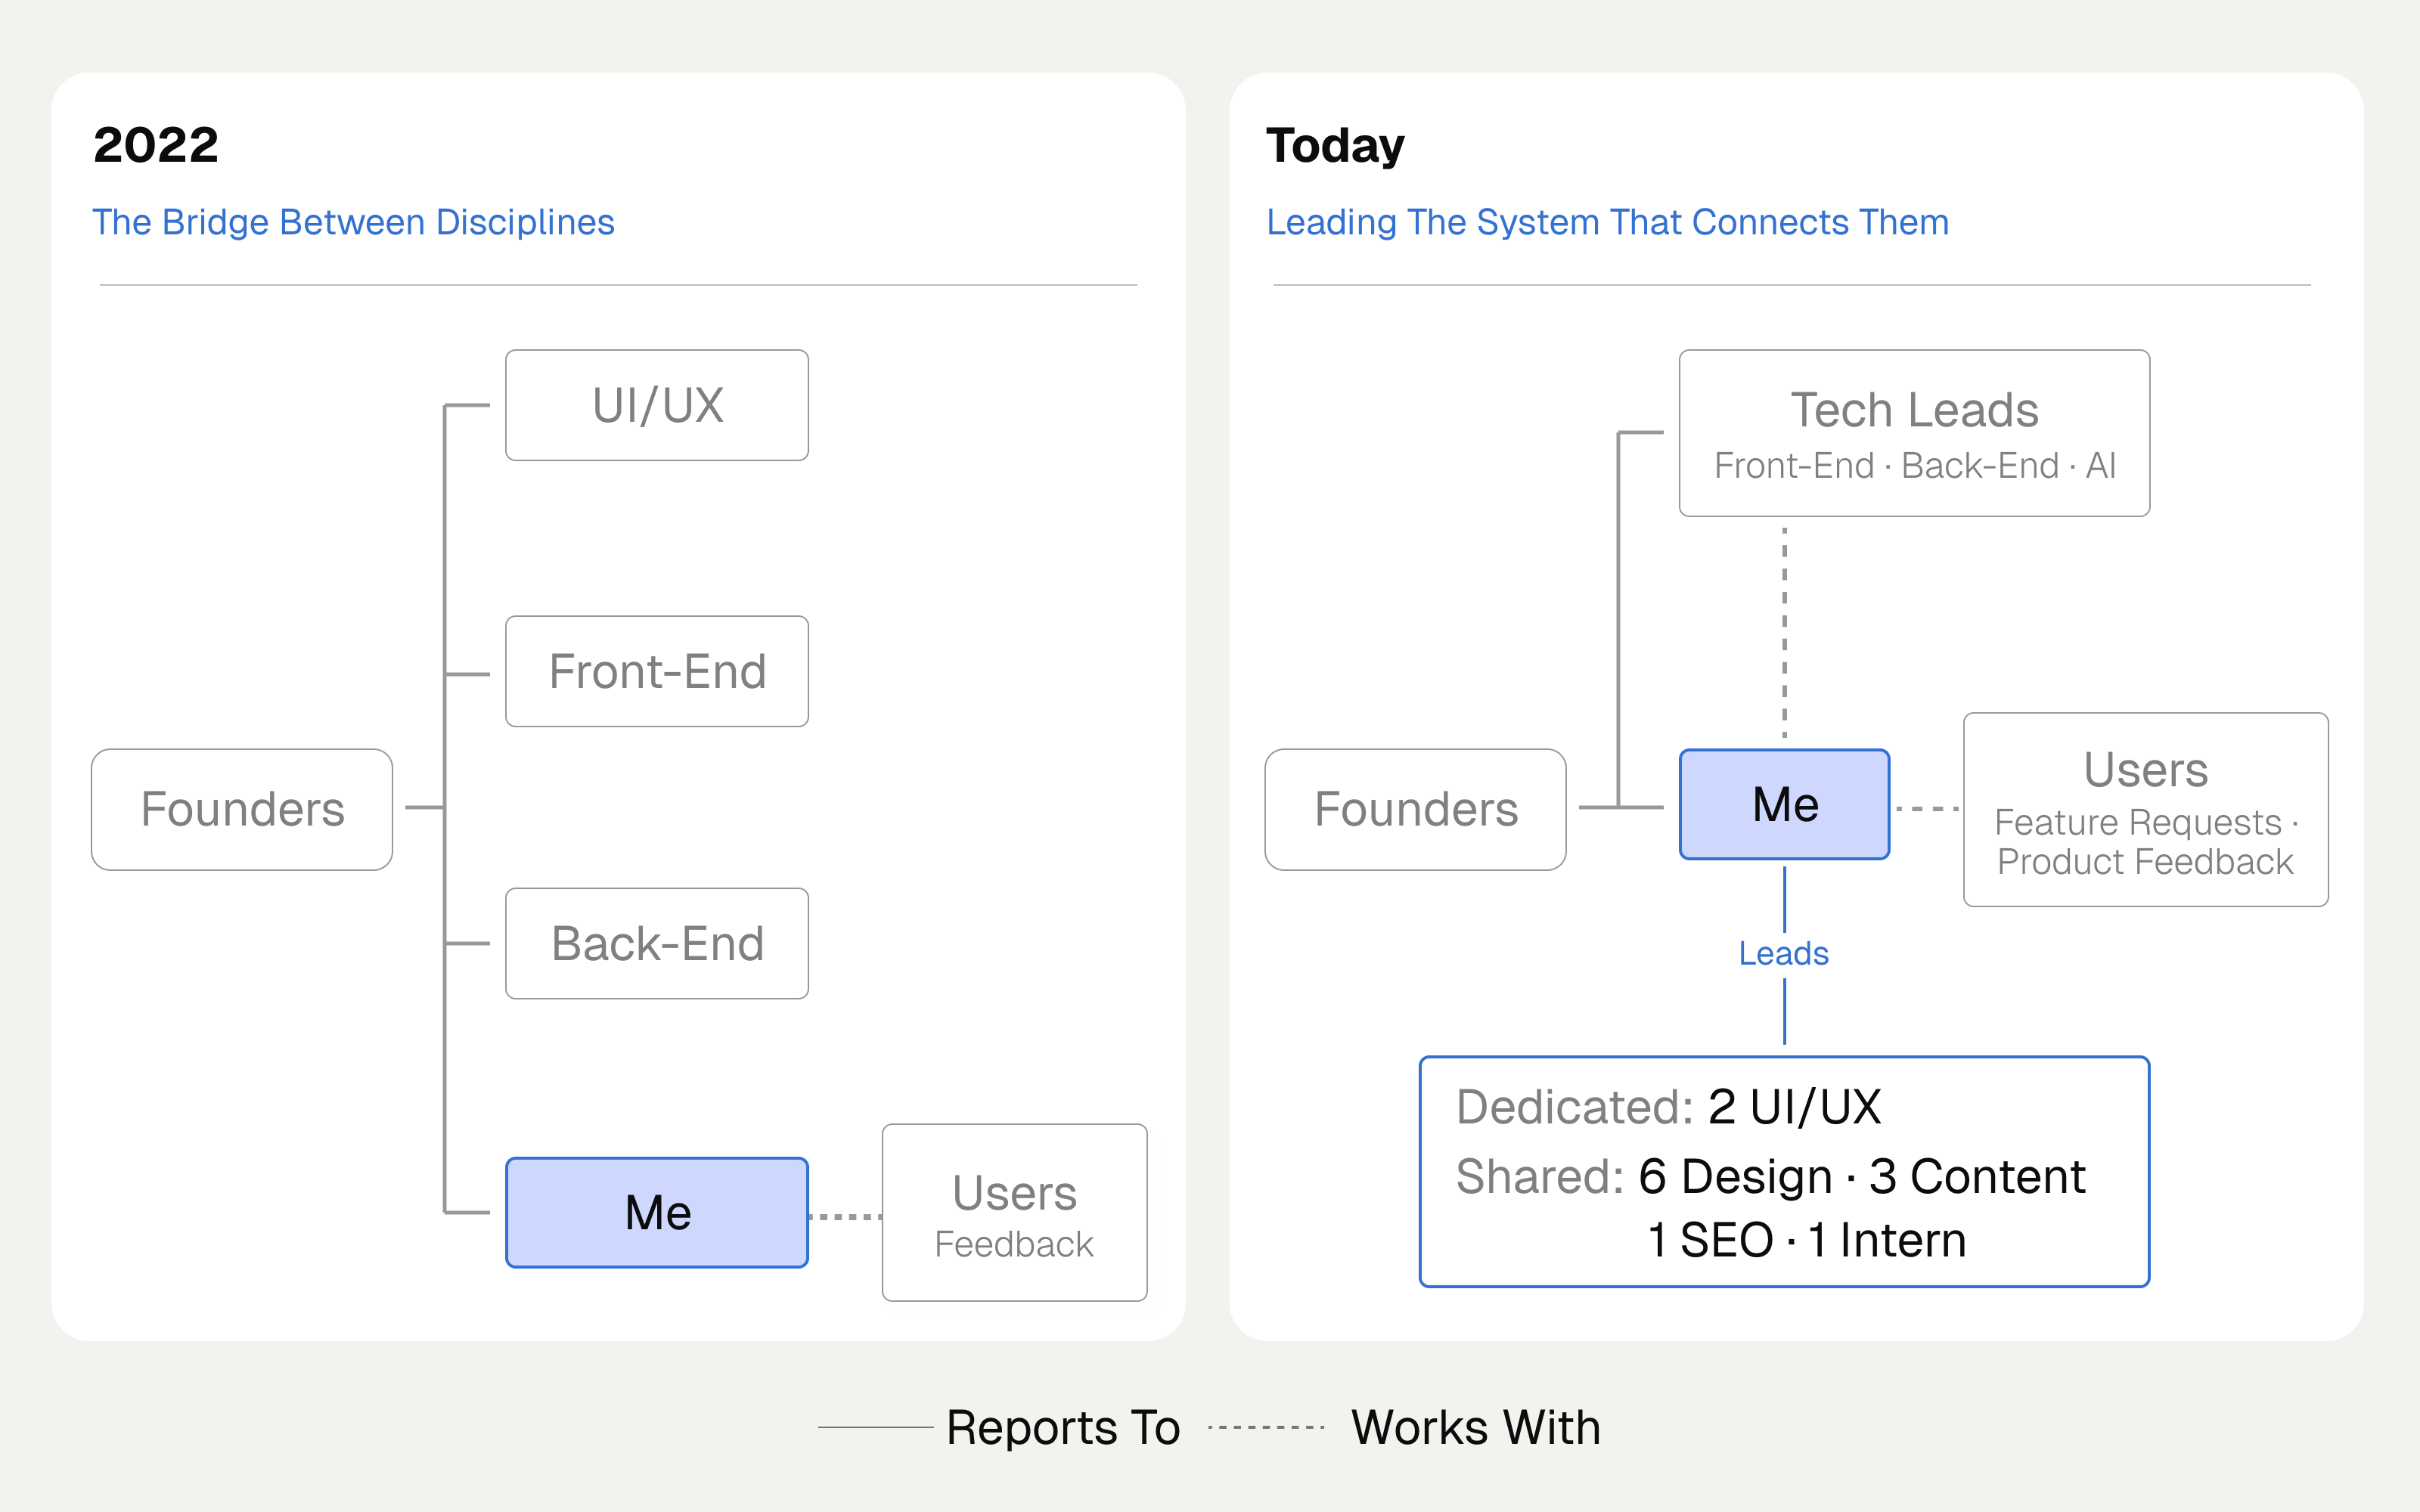 2022
The Bridge Between Disciplines
UI/UX
Front-End
Founders
Back-End
Me
Users
Feedback
Today
Leading The System That Connects Them
Tech Leads
Front-End · Back-End · AI
Founders
Me
Users
Feature Requests ·
Product Feedback
Leads
Dedicated: 2 UI/UX
Shared: 6 Design · 3 Content
1 SEO · 1 Intern
Reports To
Works With